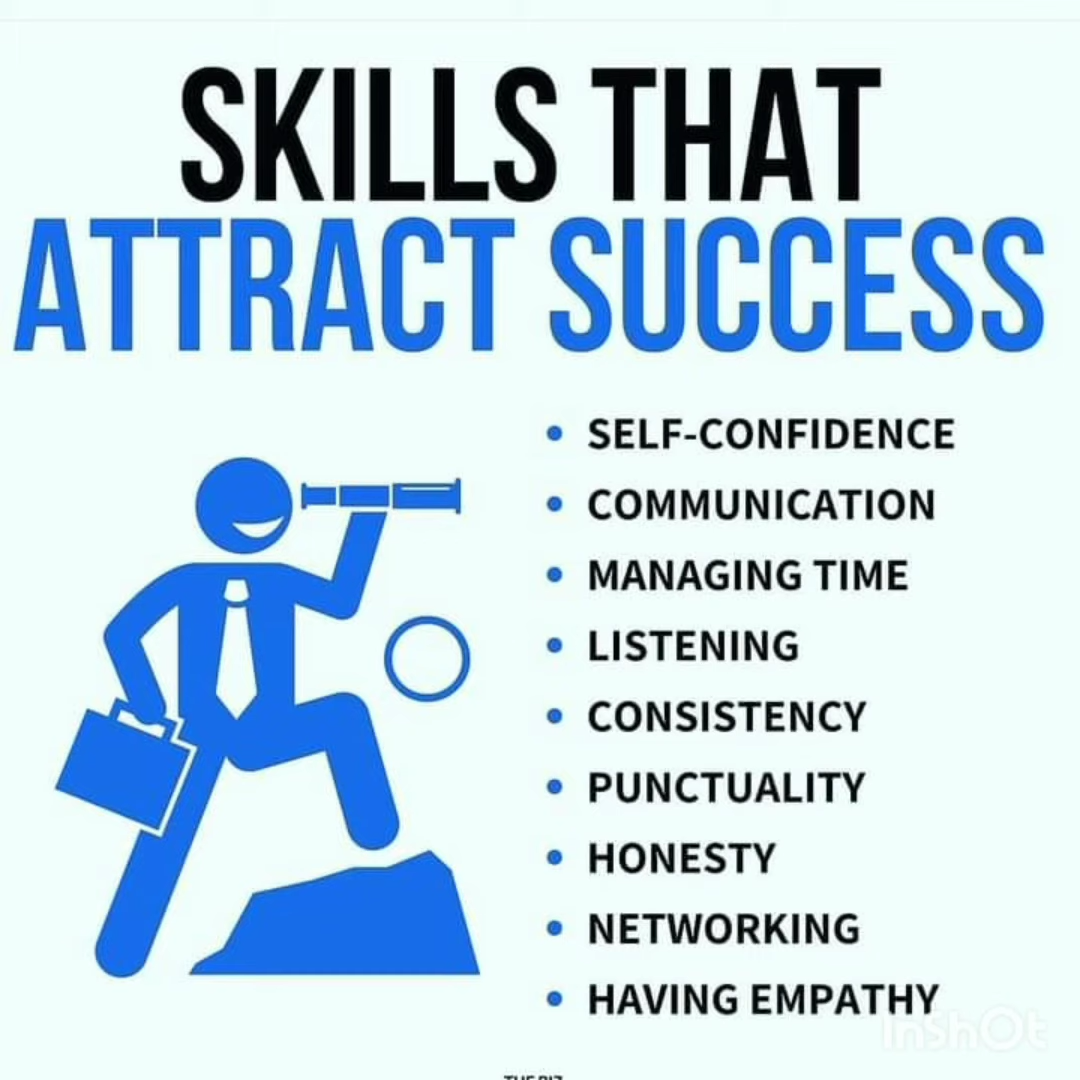 SKILLS THAT
ATTRACT SUCCESS
• SELF-CONFIDENCE
• COMMUNICATION
• MANAGING TIME
• LISTENING
• CONSISTENCY
• PUNCTUALITY
• HONESTY
• NETWORKING
• HAVING EMPATHY
InShOt